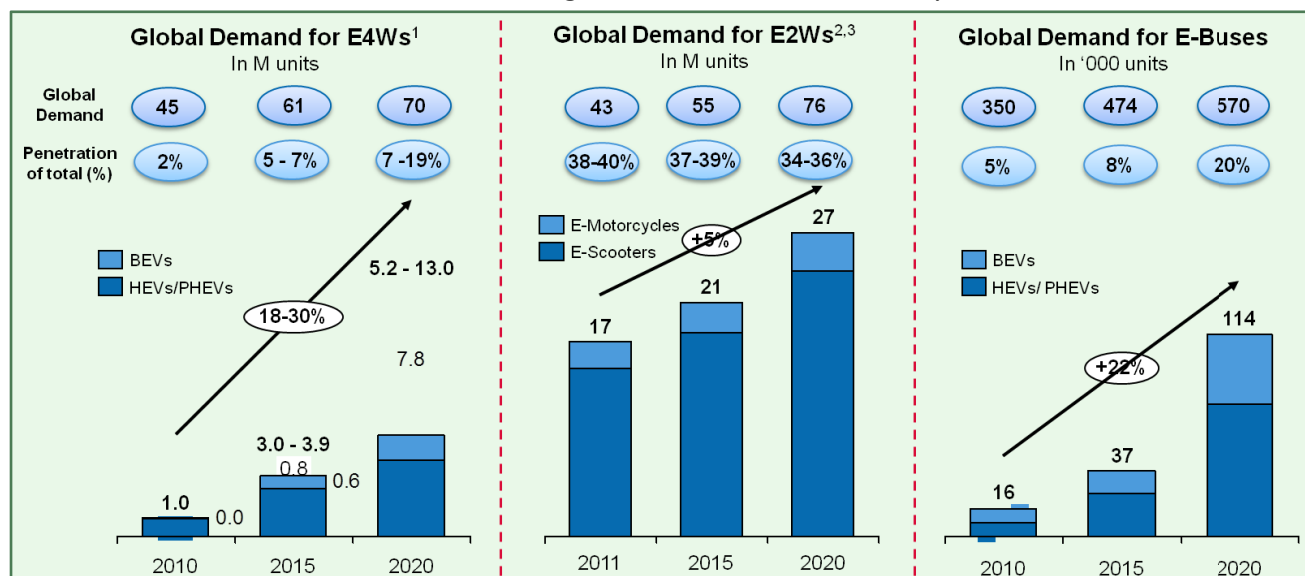 Global Demand for E4Ws1
In M units
Global Demand
45
61
70
Penetration of total (%)
2%
5 - 7%
7 -19%
BEVs
HEVs/PHEVs
18-30%
5.2 - 13.0
7.8
3.0 - 3.9
0.8
0.6
1.0
0.0
2010
2015
2020
Global Demand for E2Ws2,3
In M units
43
55
76
38-40%
37-39%
34-36%
E-Motorcycles
E-Scooters
+5%
17
21
27
2011
2015
2020
Global Demand for E-Buses
In ‘000 units
350
474
570
5%
8%
20%
BEVs
HEVs/ PHEVs
+22%
16
37
114
2010
2015
2020